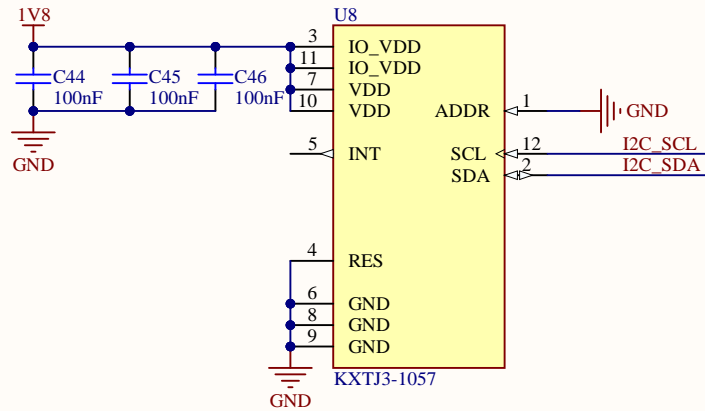 1V8
U8
3 IO_VDD
11 IO_VDD
C44 C45 C46
7 VDD
100nF 100nF 100nF
10 VDD
ADDR 1 GND
GND
5 INT
SCL 12 I2C_SCL
SDA 2 I2C_SDA
4 RES
6 GND
8 GND
9 GND
KXTJ3-1057
GND